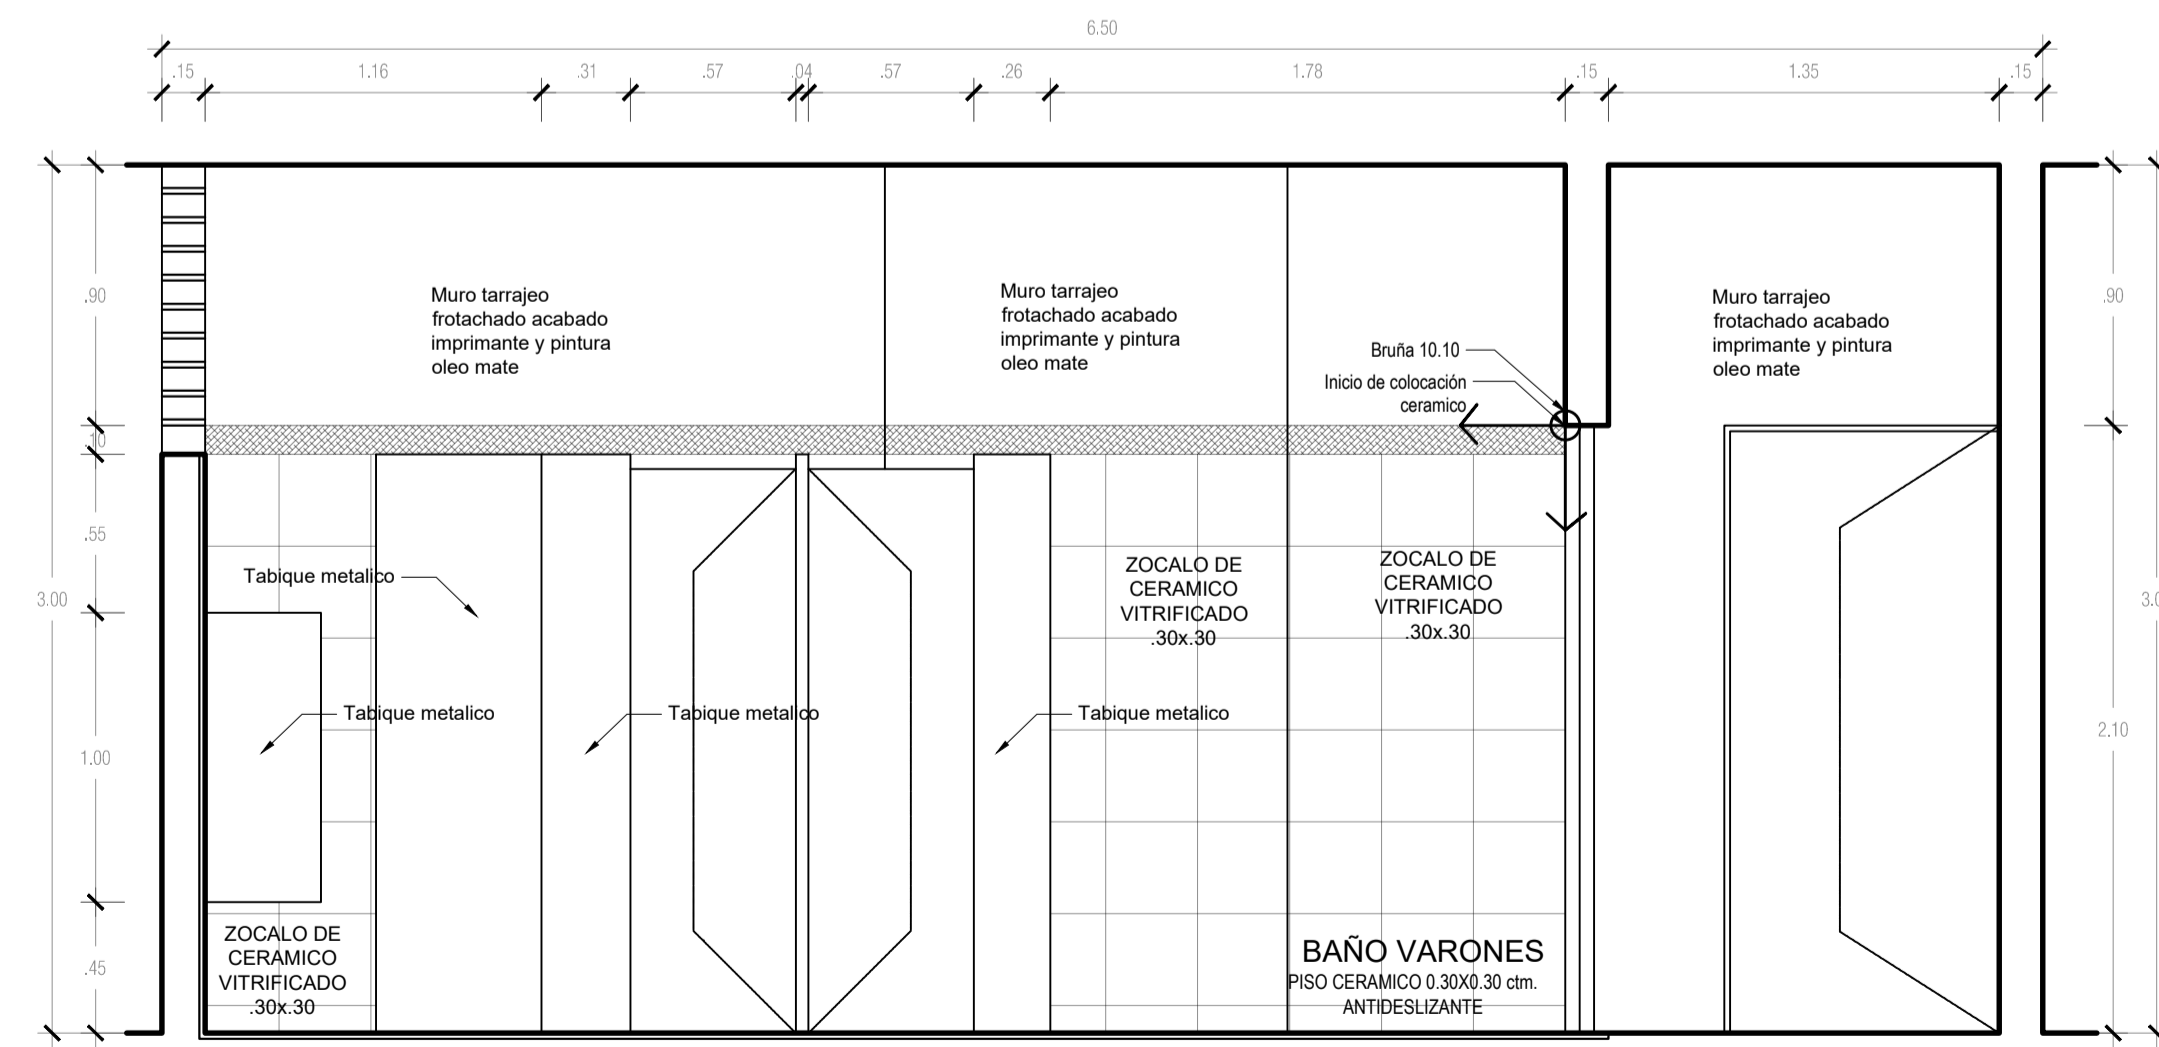 6.50
.15 1.16 .31 .57 .04 .57 .26 1.78 .15 1.35 .15
.90
.10
.55
3.00
1.00
.45
Muro tarrajeo
frotachado acabado
imprimante y pintura
oleo mate
Muro tarrajeo
frotachado acabado
imprimante y pintura
oleo mate
Bruña 10.10
Inicio de colocación
ceramico
Muro tarrajeo
frotachado acabado
imprimante y pintura
oleo mate
.90
2.10
Tabique metalico
Tabique metalico
Tabique metalico
Tabique metalico
ZOCALO DE
CERAMICO
VITRIFICADO
.30x.30
ZOCALO DE
CERAMICO
VITRIFICADO
.30x.30
ZOCALO DE
CERAMICO
VITRIFICADO
.30x.30
BAÑO VARONES
PISO CERAMICO 0.30X0.30 ctm.
ANTIDESLIZANTE